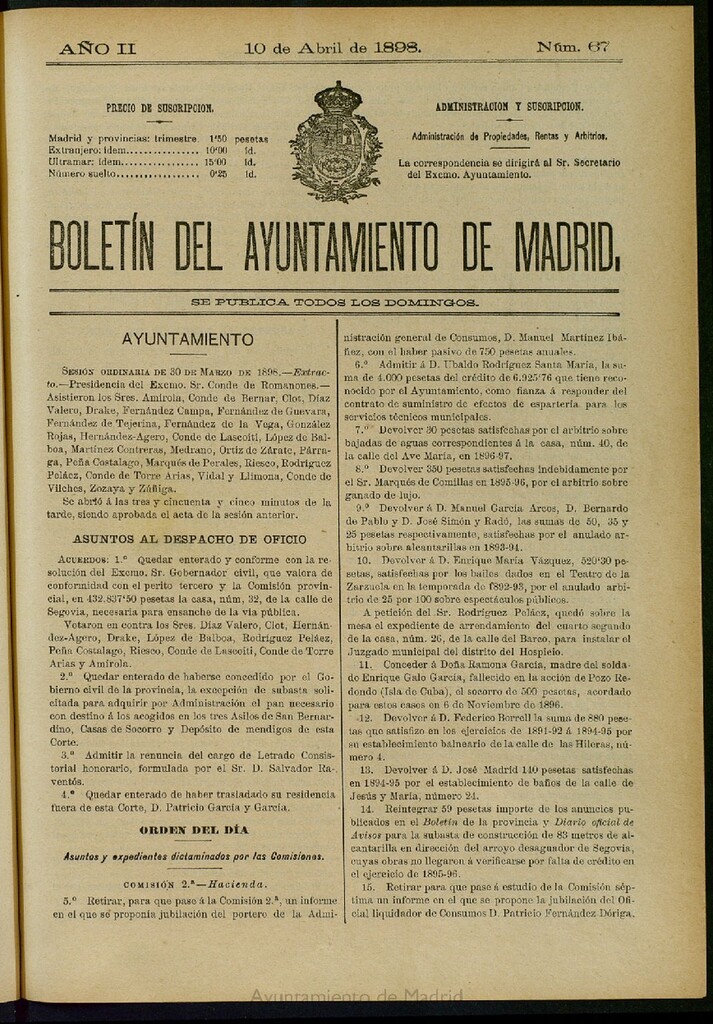 AÑO II
10 de Abril de 1898.
Núm. 67
PRECIO DE SUSCRIPCION.
Madrid y provincias: trimestre. 1'50 pesetas
Extranjero: ídem............... 10'00 íd.
Ultramar: ídem................ 15'00 íd.
Número suelto................. 0'25 íd.
ADMINISTRACION Y SUSCRIPCION.
Administración de Propiedades, Rentas y Arbitrios.
La correspondencia se dirigirá al Sr. Secretario
del Excmo. Ayuntamiento.
BOLETÍN DEL AYUNTAMIENTO DE MADRID.
SE PUBLICA TODOS LOS DOMINGOS.
AYUNTAMIENTO
SESIÓN ORDINARIA DE 30 DE MARZO DE 1898.—Extrac-
to.—Presidencia del Excmo. Sr. Conde de Romanones.—
Asistieron los Sres. Amírola, Conde de Bernar, Clot, Díaz
Valero, Drake, Fernández Campa, Fernández de Guevara,
Fernández de Tejerina, Fernández de la Vega, González
Rojas, Hernández-Agero, Conde de Lascoiti, López de Bal-
boa, Martínez Contreras, Medrano, Ortiz de Zárate, Párra-
ga, Peña Costalago, Marqués de Perales, Riesco, Rodríguez
Peláez, Conde de Torre Arias, Vidal y Llimona, Conde de
Vilches, Zozaya y Zúñiga.
Se abrió á las tres y cincuenta y cinco minutos de la
tarde, siendo aprobada el acta de la sesión anterior.
ASUNTOS AL DESPACHO DE OFICIO
ACUERDOS: 1.º Quedar enterado y conforme con la re-
solución del Excmo. Sr. Gobernador civil, que valora de
conformidad con el perito tercero y la Comisión provin-
cial, en 432.837'50 pesetas la casa, núm. 32, de la calle de
Segovia, necesaria para ensanche de la vía pública.
Votaron en contra los Sres. Díaz Valero, Clot, Hernán-
dez-Agero, Drake, López de Balboa, Rodríguez Peláez,
Peña Costalago, Riesco, Conde de Lascoiti, Conde de Torre
Arias y Amírola.
2.º Quedar enterado de haberse concedido por el Go-
bierno civil de la provincia, la excepción de subasta soli-
citada para adquirir por Administración el pan necesario
con destino á los acogidos en los tres Asilos de San Bernar-
dino, Casas de Socorro y Depósito de mendigos de esta
Corte.
3.º Admitir la renuncia del cargo de Letrado Consis-
torial honorario, formulada por el Sr. D. Salvador Ra-
ventós.
4.º Quedar enterado de haber trasladado su residencia
fuera de esta Corte, D. Patricio García y García.
ORDEN DEL DÍA
Asuntos y expedientes dictaminados por las Comisiones.
COMISIÓN 2.ª—Hacienda.
5.º Retirar, para que pase á la Comisión 2.ª, un informe
en el que se proponía jubilación del portero de la Admi-
nistración general de Consumos, D. Manuel Martínez Ibá-
ñez, con el haber pasivo de 750 pesetas anuales.
6.º Admitir á D. Ubaldo Rodríguez Santa María, la su-
ma de 4.000 pesetas del crédito de 6.925'76 que tiene reco-
nocido por el Ayuntamiento, como fianza á responder del
contrato de suministro de efectos de espartería para los
servicios técnicos municipales.
7.º Devolver 30 pesetas satisfechas por el arbitrio sobre
bajadas de aguas correspondientes á la casa, núm. 40, de
la calle del Ave María, en 1896-97.
8.º Devolver 350 pesetas satisfechas indebidamente por
el Sr. Marqués de Comillas en 1895-96, por el arbitrio sobre
ganado de lujo.
9.º Devolver á D. Manuel García Arcos, D. Bernardo
de Pablo y D. José Simón y Radó, las sumas de 50, 35 y
25 pesetas respectivamente, satisfechas por el anulado ar-
bitrio sobre alcantarillas en 1893-94.
10. Devolver á D. Enrique María Vázquez, 520'30 pe-
setas, satisfechas por los bailes dados en el Teatro de la
Zarzuela en la temporada de 1892-93, por el anulado arbi-
trio de 25 por 100 sobre espectáculos públicos.
A petición del Sr. Rodríguez Peláez, quedó sobre la
mesa el expediente de arrendamiento del cuarto segundo
de la casa, núm. 26, de la calle del Barco, para instalar el
Juzgado municipal del distrito del Hospicio.
11. Conceder á Doña Ramona García, madre del solda-
do Enrique Galo García, fallecido en la acción de Pozo Re-
dondo (Isla de Cuba), el socorro de 500 pesetas, acordado
para estos casos en 6 de Noviembre de 1896.
12. Devolver á D. Federico Borrell la suma de 880 pese-
tas que satisfizo en los ejercicios de 1891-92 á 1894-95 por
su establecimiento balneario de la calle de las Hileras, nú-
mero 4.
13. Devolver á D. José Madrid 140 pesetas satisfechas
en 1894-95 por el establecimiento de baños de la calle de
Jesús y María, número 24.
14. Reintegrar 59 pesetas importe de los anuncios pu-
blicados en el Boletín de la provincia y Diario oficial de
Avisos para la subasta de construcción de 83 metros de al-
cantarilla en dirección del arroyo desaguador de Segovia,
cuyas obras no llegaron á verificarse por falta de crédito en
el ejercicio de 1895-96.
15. Retirar para que pase á estudio de la Comisión sép-
tima un informe en el que se propone la jubilación del Ofi-
cial liquidador de Consumos D. Patricio Fernández Dóriga.
Ayuntamiento de Madrid